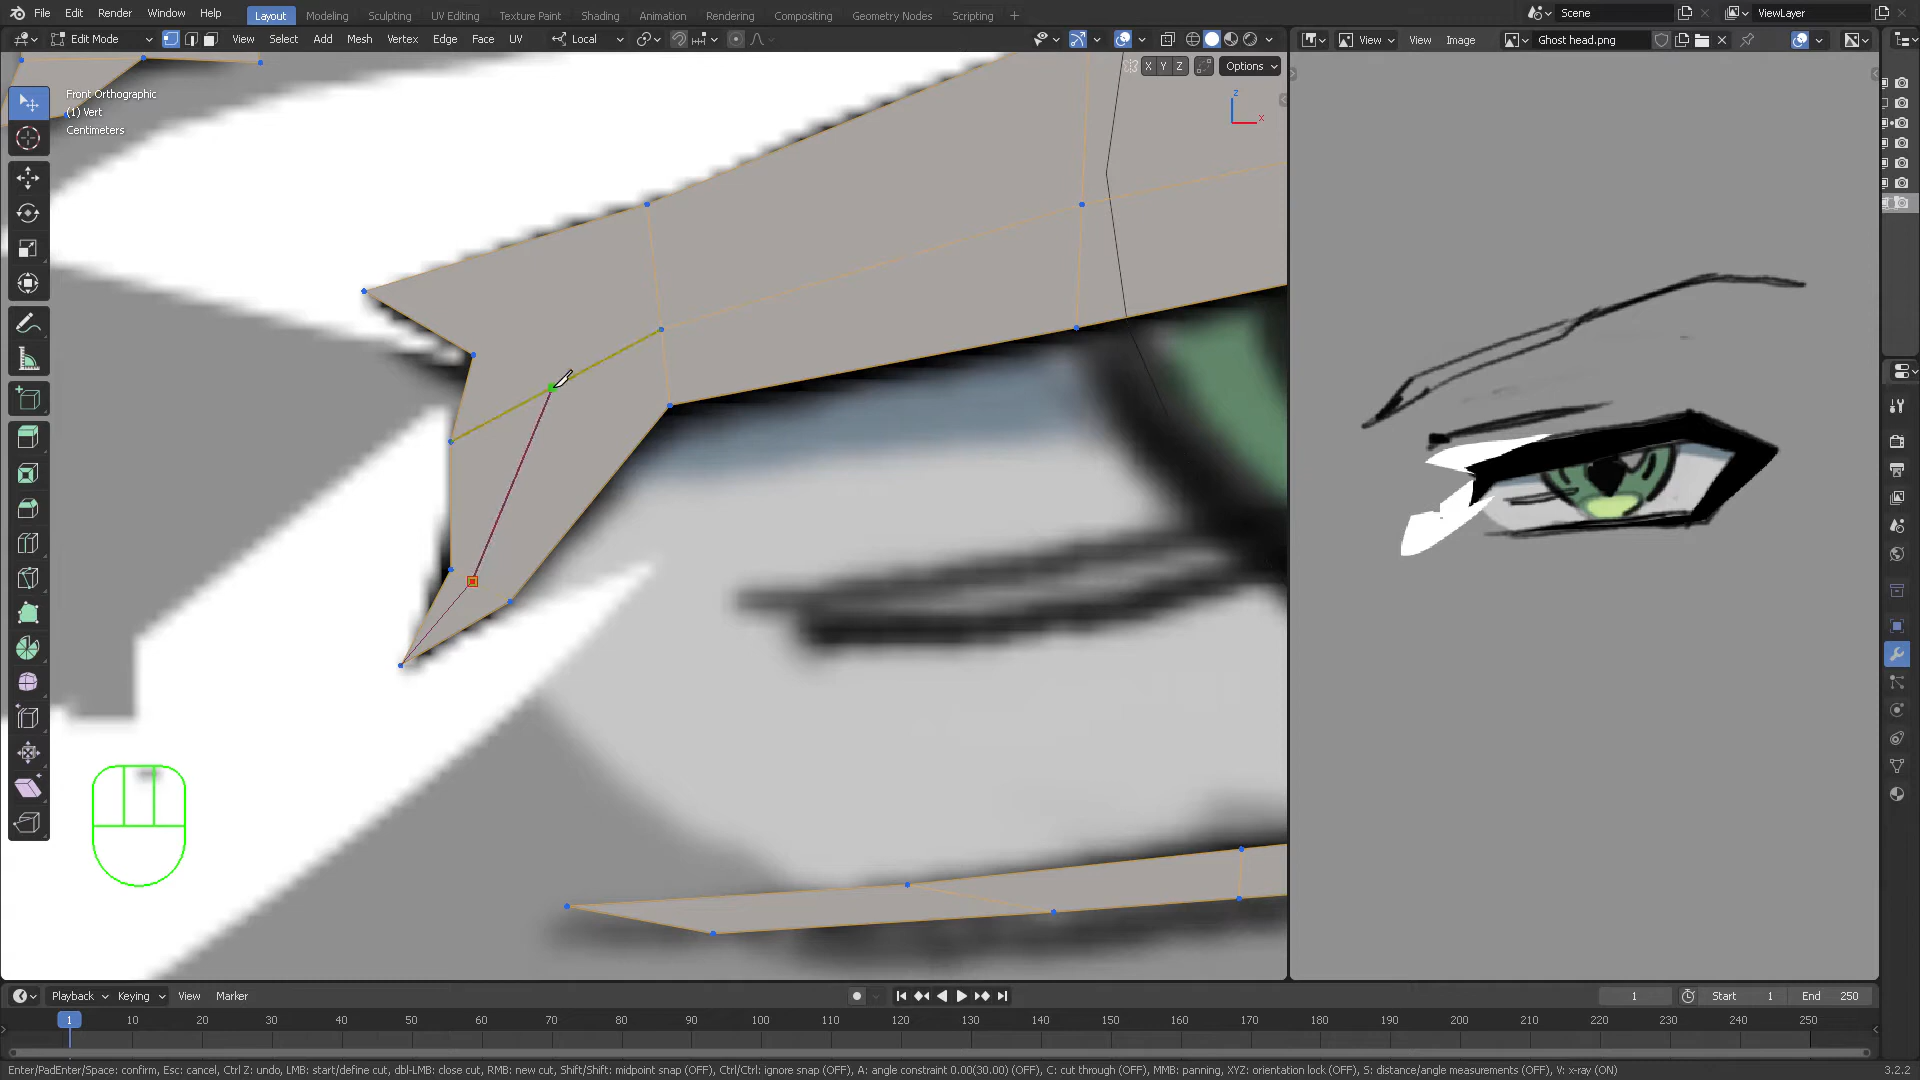 File Edit Render Window Help Layout Modeling Sculpting UV Editing Texture Paint Shading Animation Rendering Compositing Geometry Nodes Scripting + Scene ViewLayer
Edit Mode View Select Add Mesh Vertex Edge Face UV Local View View Image Ghost head.png
X Y Z Options
Front Orthographic
(1) Vert
Centimeters
z
x
Playback Keying View Marker 1 Start 1 End 250
1 10 20 30 40 50 60 70 80 90 100 110 120 130 140 150 160 170 180 190 200 210 220 230 240 250
Enter/PadEnter/Space: confirm, Esc: cancel, Ctrl Z: undo, LMB: start/define cut, dbl-LMB: close cut, RMB: new cut, Shift/Shift: midpoint snap (OFF), Ctrl/Ctrl: ignore snap (OFF), A: angle constraint 0.00(30.00) (OFF), C: cut through (OFF), MMB: panning, XYZ: orientation lock (OFF), S: distance/angle measurements (OFF), V: x-ray (ON) 3.2.2